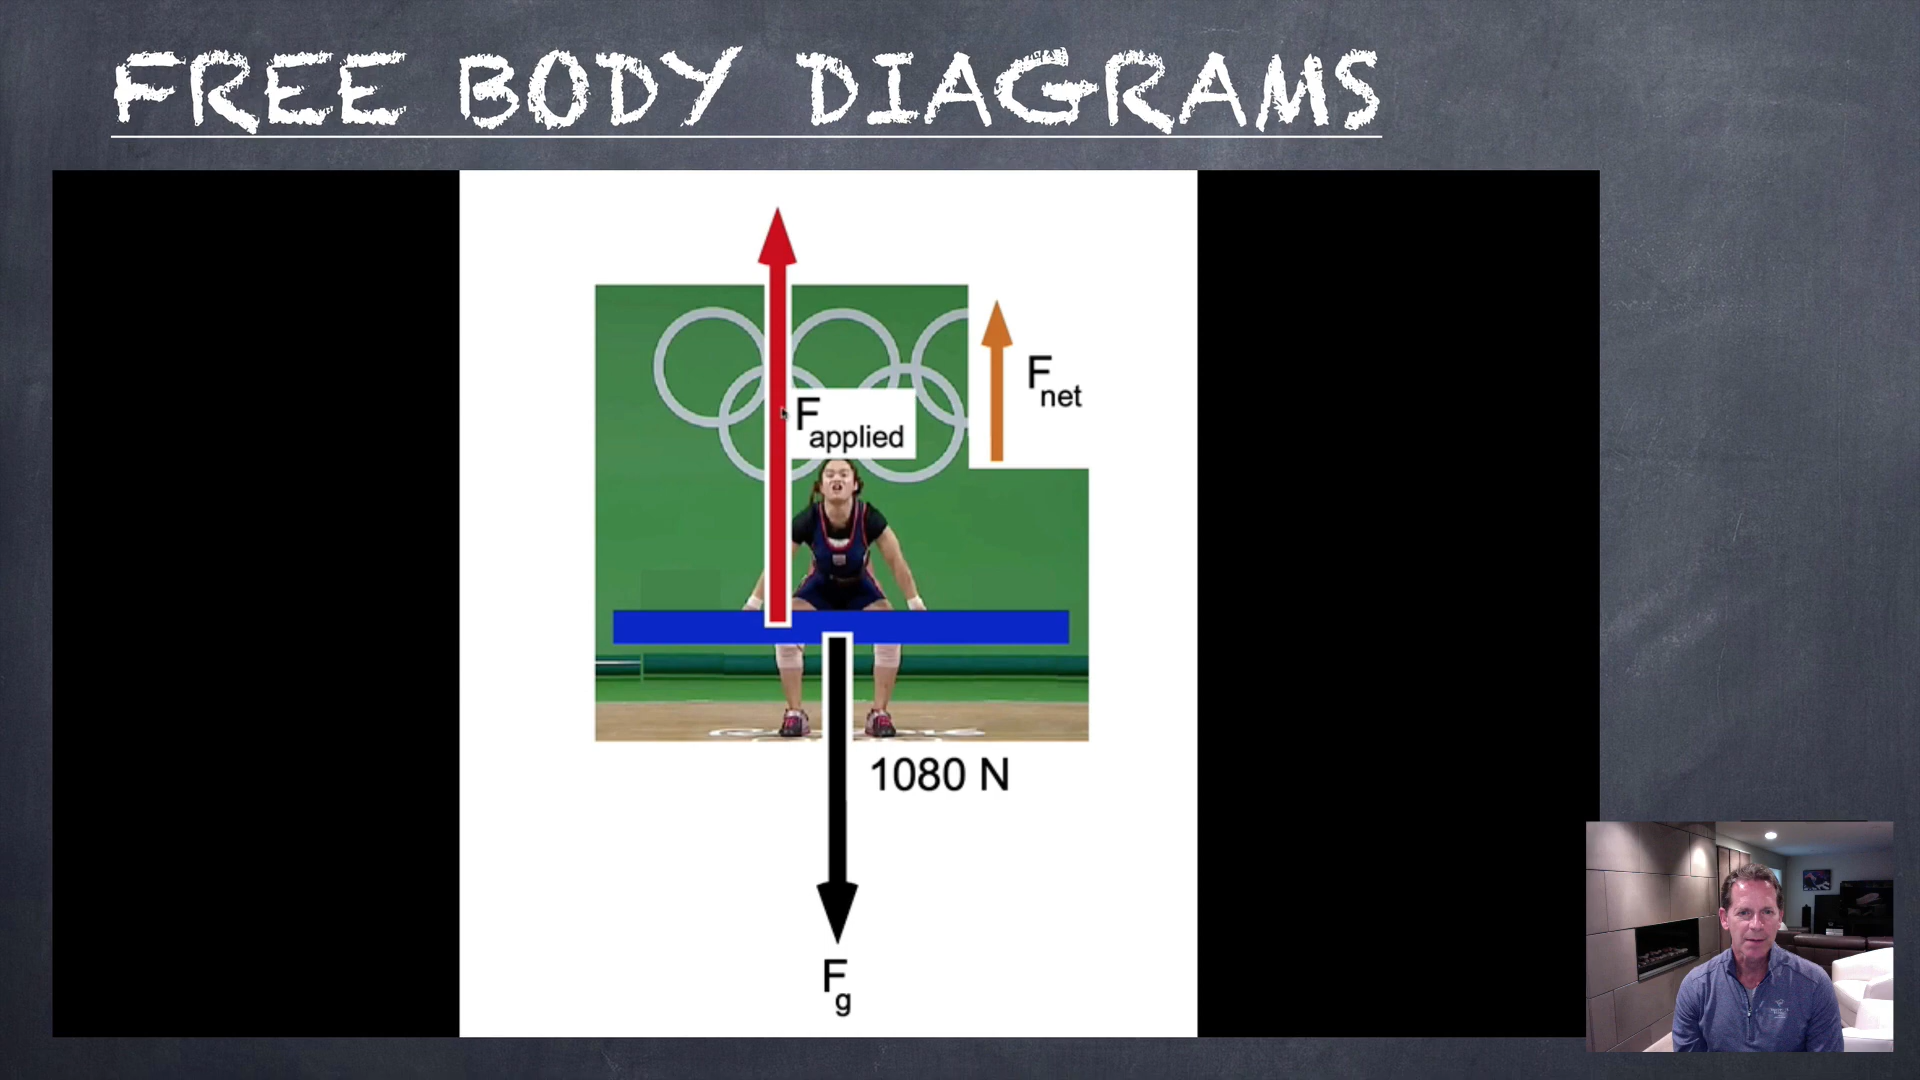 FREE BODY DIAGRAMS
F net
F applied
1080 N
F g